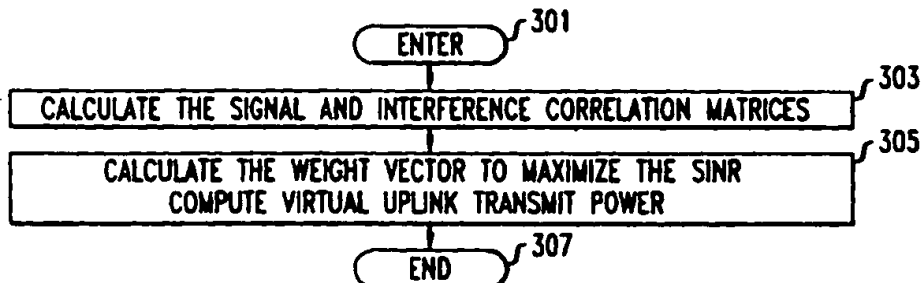 ENTER
301
303
CALCULATE THE SIGNAL AND INTERFERENCE CORRELATION MATRICES
305
CALCULATE THE WEIGHT VECTOR TO MAXIMIZE THE SINR
COMPUTE VIRTUAL UPLINK TRANSMIT POWER
307
END